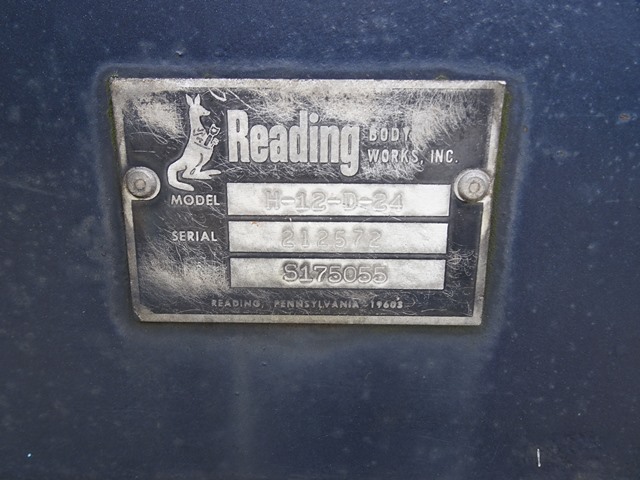 Reading BODY WORKS, INC.
MODEL H-12-D-24
SERIAL 212572
S175055
READING, PENNSYLVANIA 19603